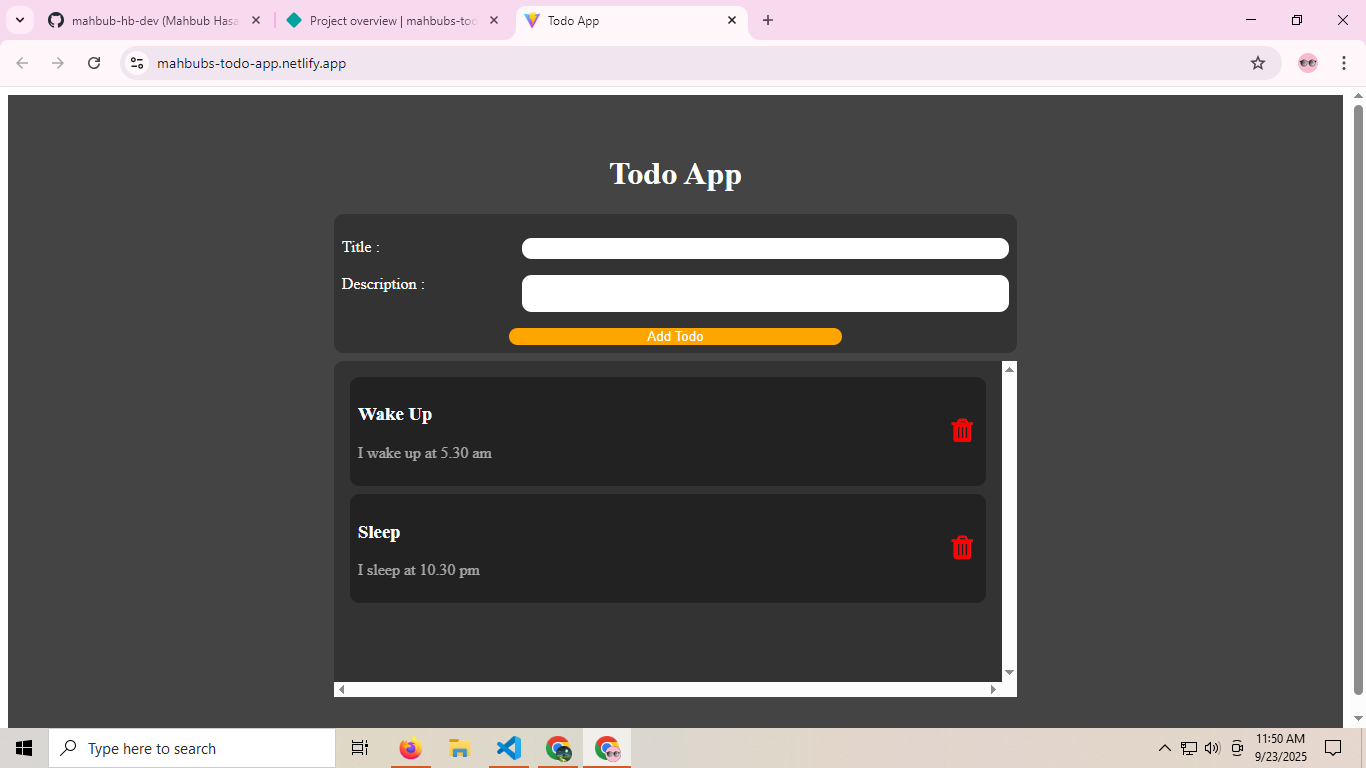 mahbub-hb-dev (Mahbub Hasa
Project overview | mahbubs-too
Todo App
mahbubs-todo-app.netlify.app
Todo App
Title :
Description :
Add Todo
Wake Up
I wake up at 5.30 am
Sleep
I sleep at 10.30 pm
Type here to search
11:50 AM
9/23/2025